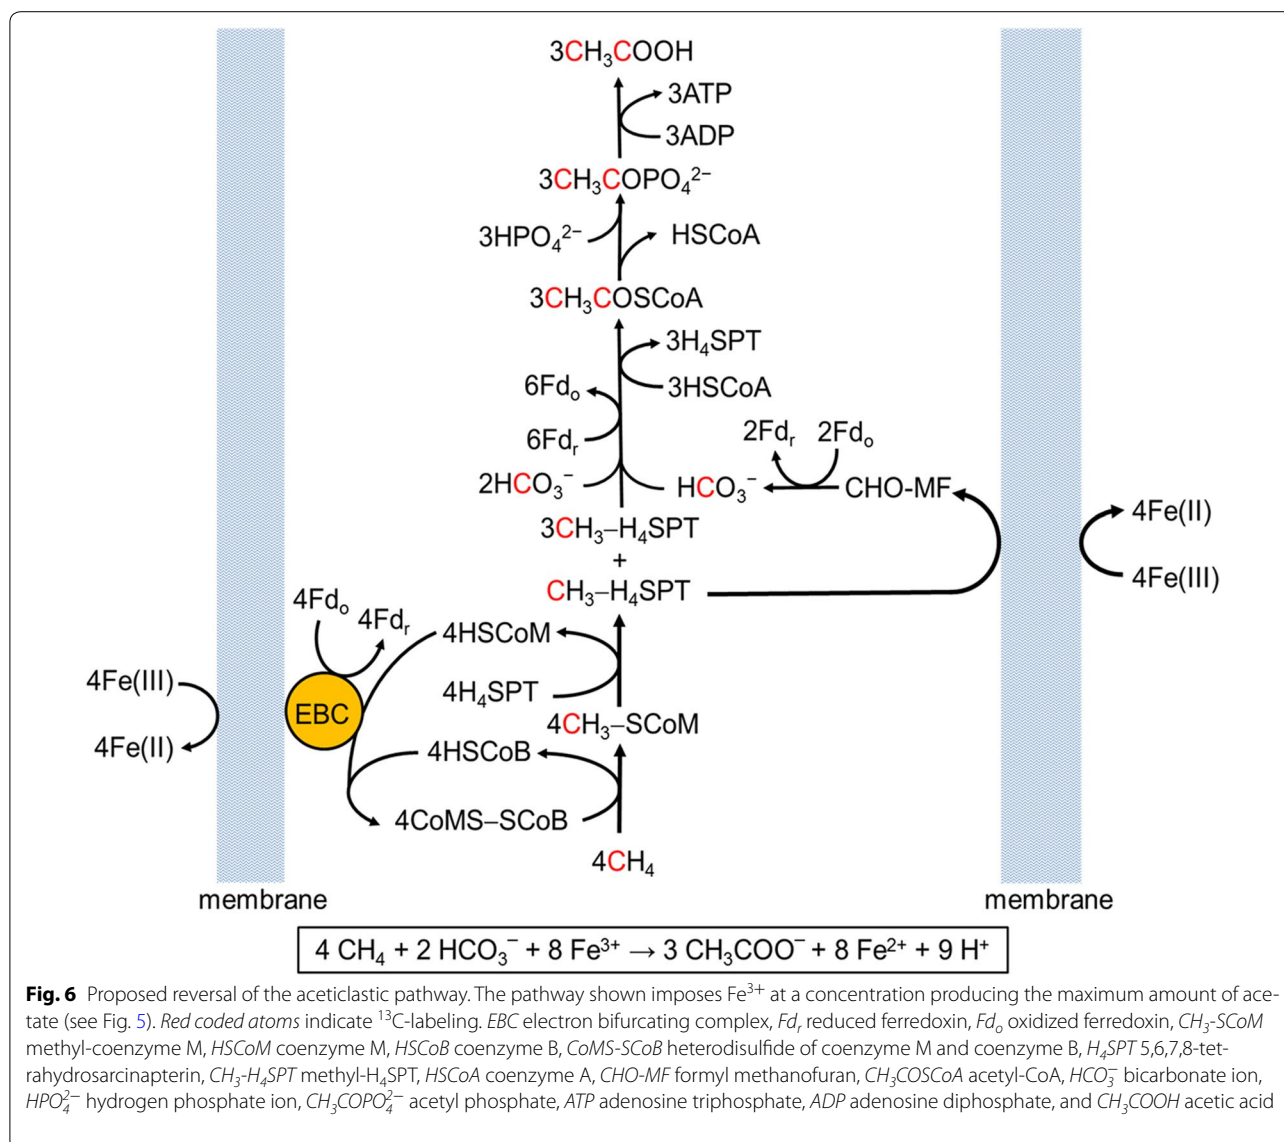 3CH₃COOH
3ATP
3ADP
3CH₃COPO₄²⁻
3HPO₄²⁻
HSCoA
3CH₃COSCoA
3H₄SPT
6Fdₒ
3HSCoA
6Fdᵣ
2Fdᵣ 2Fdₒ
2HCO₃⁻
HCO₃⁻
CHO-MF
4Fe(II)
3CH₃–H₄SPT
+
4Fe(III)
CH₃–H₄SPT
4Fdₒ
4Fdᵣ
4HSCoM
4Fe(III)
4H₄SPT
EBC
4CH₃–SCoM
4Fe(II)
4HSCoB
4CoMS–SCoB
4CH₄
membrane
membrane
4 CH₄ + 2 HCO₃⁻ + 8 Fe³⁺ → 3 CH₃COO⁻ + 8 Fe²⁺ + 9 H⁺
Fig. 6 Proposed reversal of the aceticlastic pathway. The pathway shown imposes Fe³⁺ at a concentration producing the maximum amount of ace-
tate (see Fig. 5). Red coded atoms indicate ¹³C-labeling. EBC electron bifurcating complex, Fdᵣ reduced ferredoxin, Fdₒ oxidized ferredoxin, CH₃-SCoM
methyl-coenzyme M, HSCoM coenzyme M, HSCoB coenzyme B, CoMS-SCoB heterodisulfide of coenzyme M and coenzyme B, H₄SPT 5,6,7,8-tet-
rahydrosarcinapterin, CH₃-H₄SPT methyl-H₄SPT, HSCoA coenzyme A, CHO-MF formyl methanofuran, CH₃COSCoA acetyl-CoA, HCO₃⁻ bicarbonate ion,
HPO₄²⁻ hydrogen phosphate ion, CH₃COPO₄²⁻ acetyl phosphate, ATP adenosine triphosphate, ADP adenosine diphosphate, and CH₃COOH acetic acid